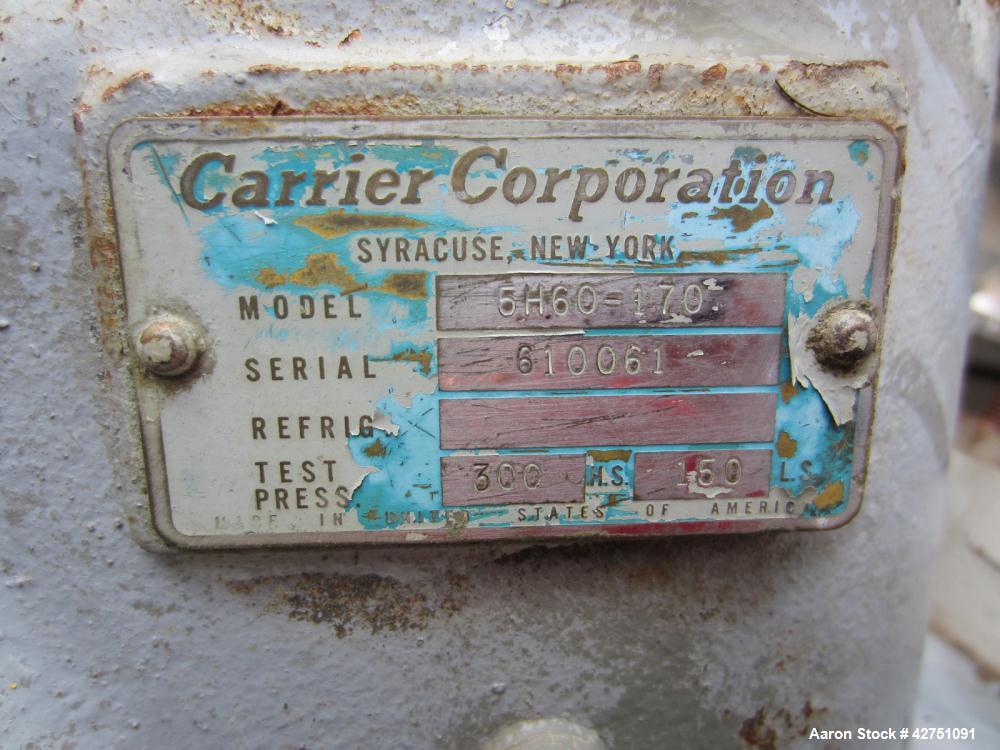 Carrier Corporation
SYRACUSE, NEW YORK
MODEL 5H60-170
SERIAL 610061
REFRIG.
TEST PRESS. 300 H.S. 150 L.S.
MADE IN UNITED STATES OF AMERICA
Aaron Stock # 42751091